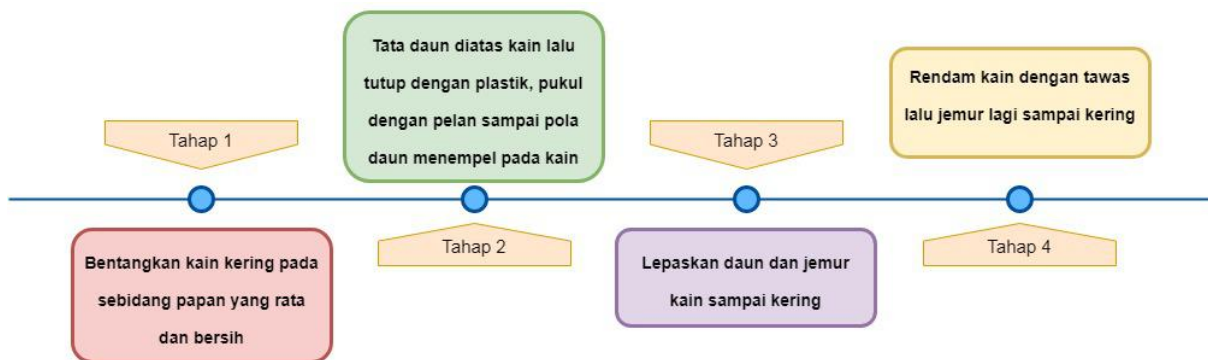 Tahap 1
Bentangkan kain kering pada
sebidang papan yang rata
dan bersih
Tata daun diatas kain lalu
tutup dengan plastik, pukul
dengan pelan sampai pola
daun menempel pada kain
Tahap 2
Tahap 3
Lepaskan daun dan jemur
kain sampai kering
Rendam kain dengan tawas
lalu jemur lagi sampai kering
Tahap 4